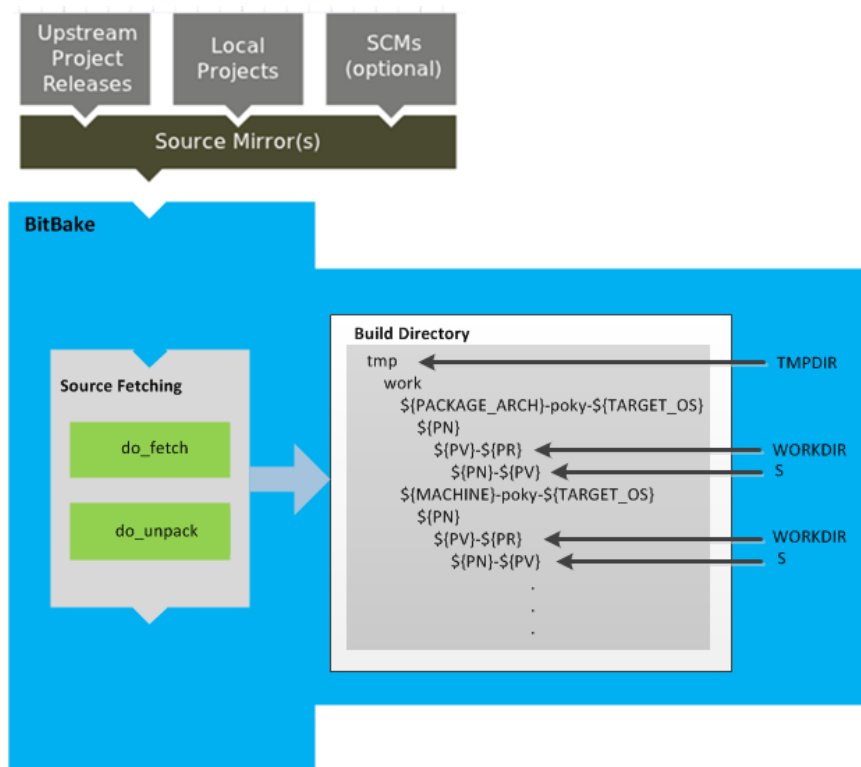 Upstream
Project
Releases
Local
Projects
SCMs
(optional)
Source Mirror(s)
BitBake
Source Fetching
do_fetch
do_unpack
Build Directory
tmp
TMPDIR
work
${PACKAGE_ARCH}-poky-${TARGET_OS}
${PN}
${PV}-${PR}
WORKDIR
${PN}-${PV}
S
${MACHINE}-poky-${TARGET_OS}
${PN}
${PV}-${PR}
WORKDIR
${PN}-${PV}
S
.
.
.